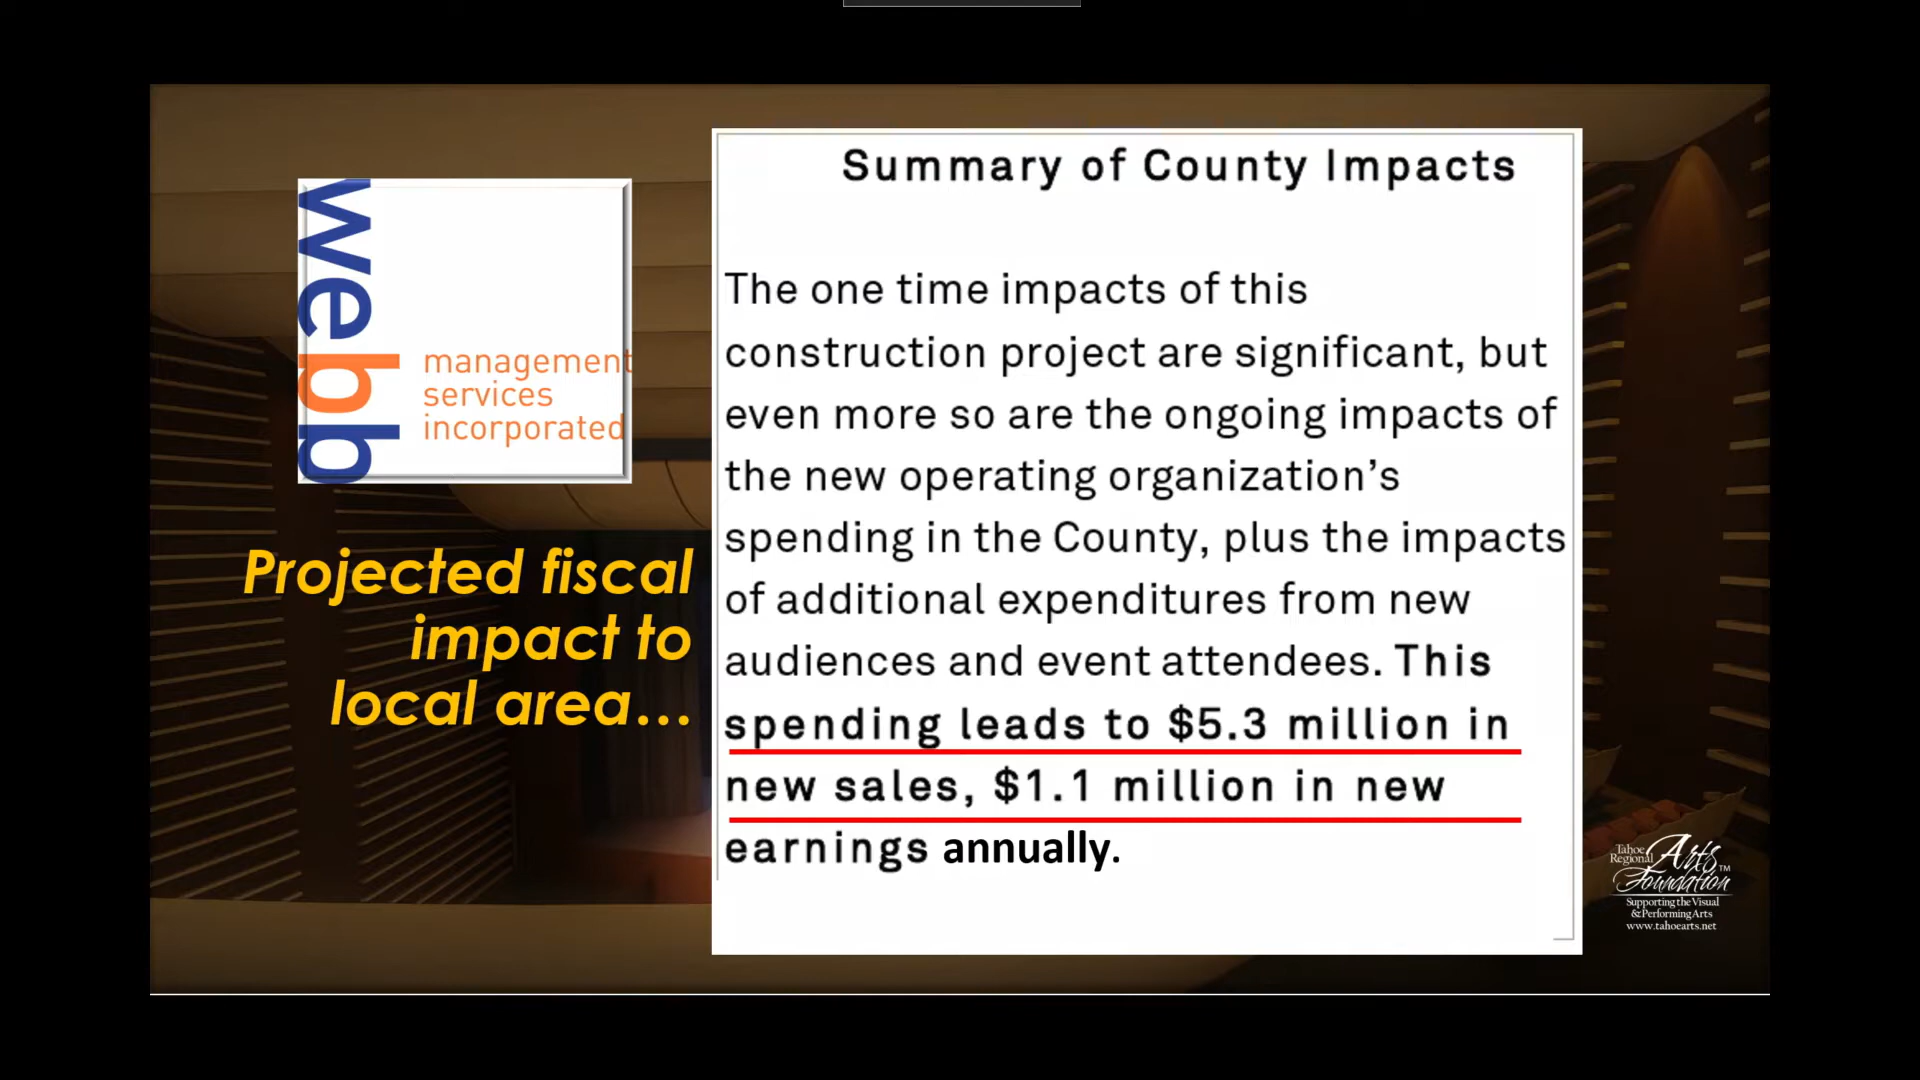 webb
management
services
incorporated
Projected fiscal
impact to
local area...
Summary of County Impacts
The one time impacts of this
construction project are significant, but
even more so are the ongoing impacts of
the new operating organization’s
spending in the County, plus the impacts
of additional expenditures from new
audiences and event attendees. This
spending leads to $5.3 million in
new sales, $1.1 million in new
earnings annually.
Tahoe
Regional Arts™
Foundation
Supporting the Visual
& Performing Arts
www.tahoearts.net